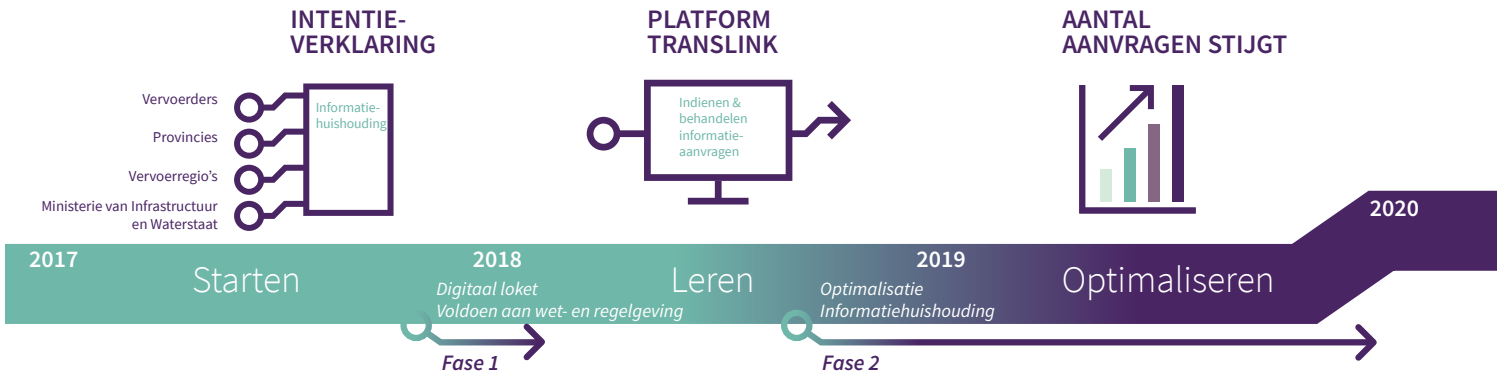 INTENTIE-
VERKLARING
Vervoerders
Provincies
Vervoerregio's
Ministerie van Infrastructuur
en Waterstaat
Informatie-
huishouding
PLATFORM
TRANSLINK
Indienen &
behandelen
informatie-
aanvragen
AANTAL
AANVRAGEN STIJGT
2017
Starten
2018
Digitaal loket
Voldoen aan wet- en regelgeving
Leren
2019
Optimalisatie
Informatiehuishouding
Optimaliseren
2020
Fase 1
Fase 2